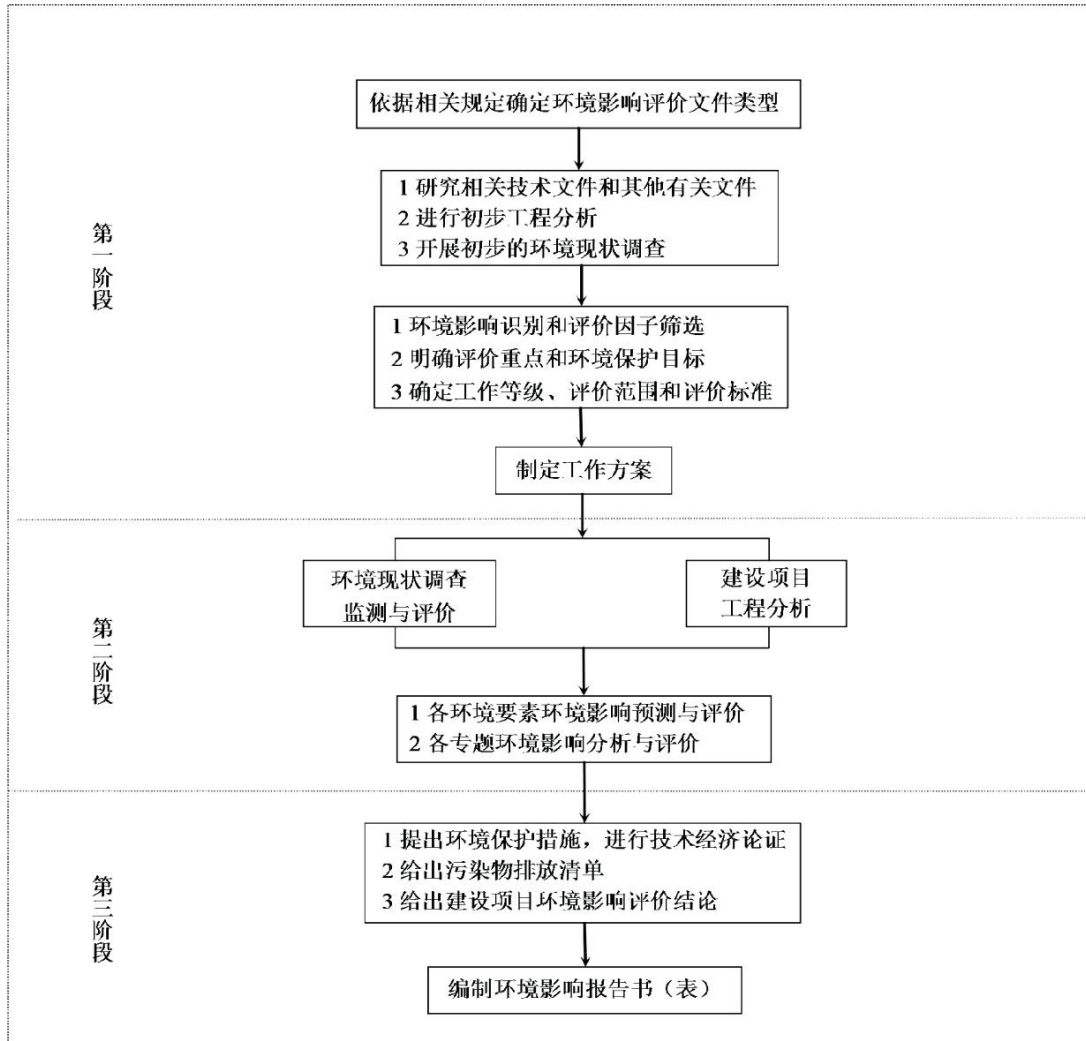 依据相关规定确定环境影响评价文件类型
第一阶段
1 研究相关技术文件和其他有关文件
2 进行初步工程分析
3 开展初步的环境现状调查
1 环境影响识别和评价因子筛选
2 明确评价重点和环境保护目标
3 确定工作等级、评价范围和评价标准
制定工作方案
第二阶段
环境现状调查
监测与评价
建设项目
工程分析
1 各环境要素环境影响预测与评价
2 各专题环境影响分析与评价
第三阶段
1 提出环境保护措施，进行技术经济论证
2 给出污染物排放清单
3 给出建设项目环境影响评价结论
编制环境影响报告书（表）